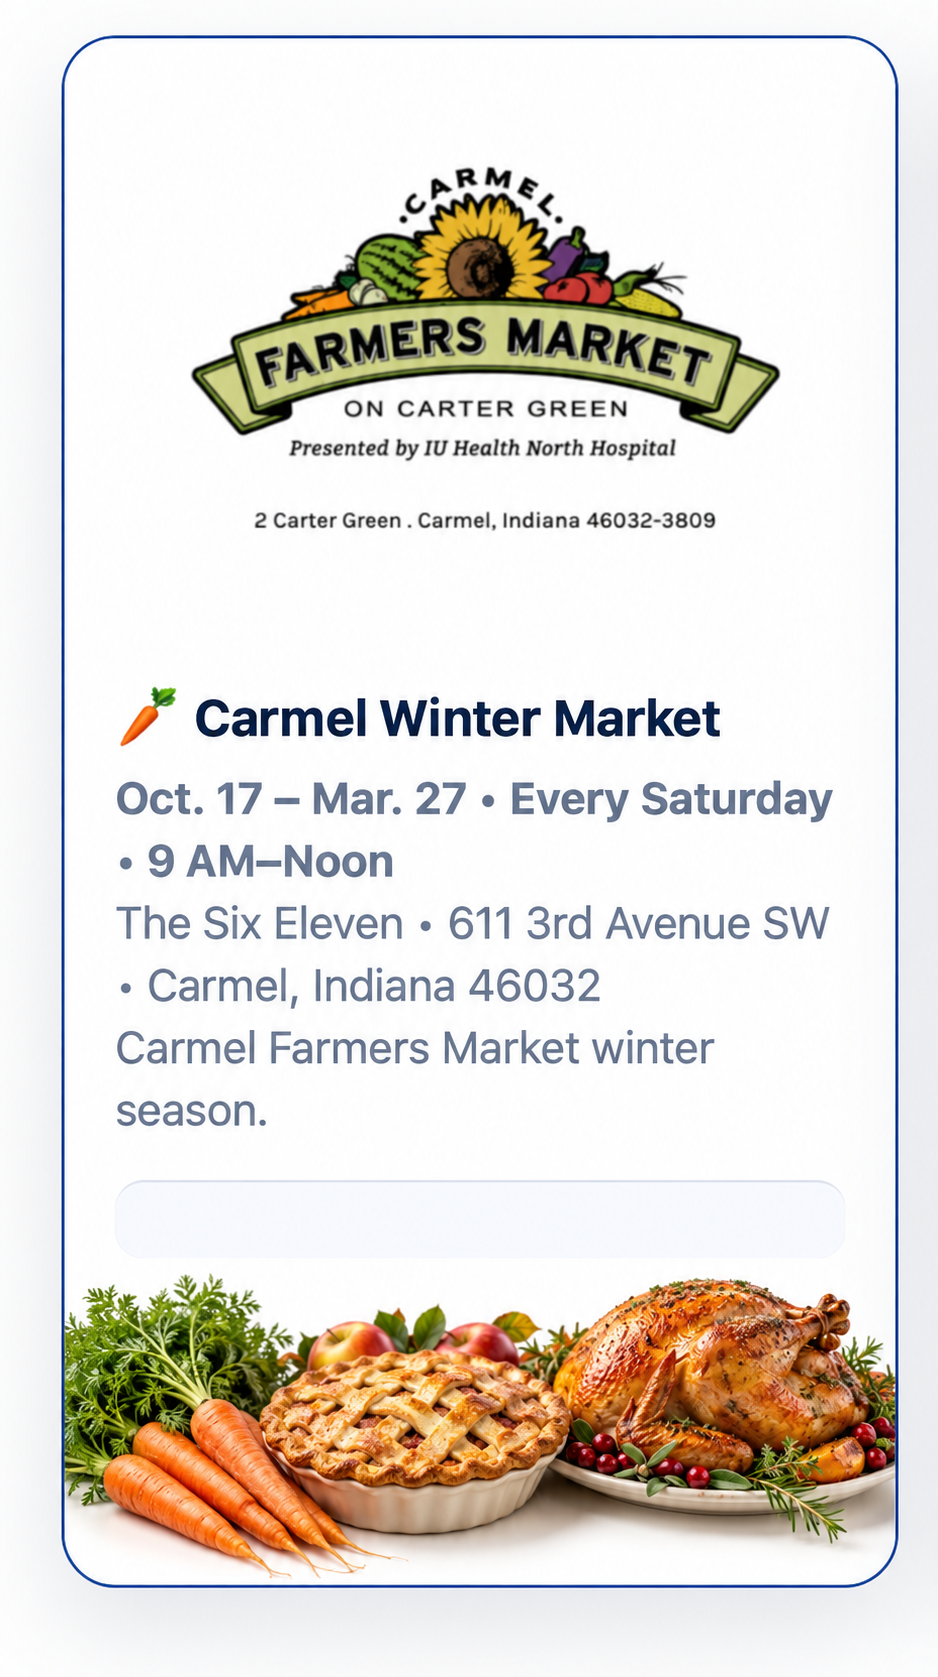 ·CARMEL·
FARMERS MARKET
ON CARTER GREEN
Presented by IU Health North Hospital
2 Carter Green . Carmel, Indiana 46032-3809
🥕 Carmel Winter Market
Oct. 17 – Mar. 27 • Every Saturday
• 9 AM–Noon
The Six Eleven • 611 3rd Avenue SW
• Carmel, Indiana 46032
Carmel Farmers Market winter
season.